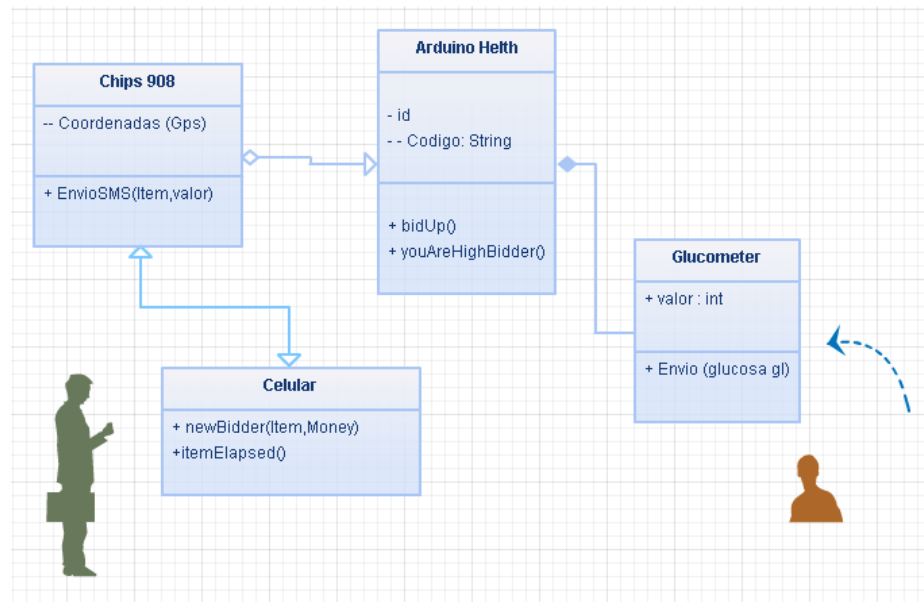 Chips 908
-- Coordenadas (Gps)
+ EnvioSMS(Item,valor)
Arduino Helth
- id
- - Codigo: String
+ bidUp()
+ youAreHighBidder()
Glucometer
+ valor : int
+ Envio (glucosa gl)
Celular
+ newBidder(Item,Money)
+itemElapsed()